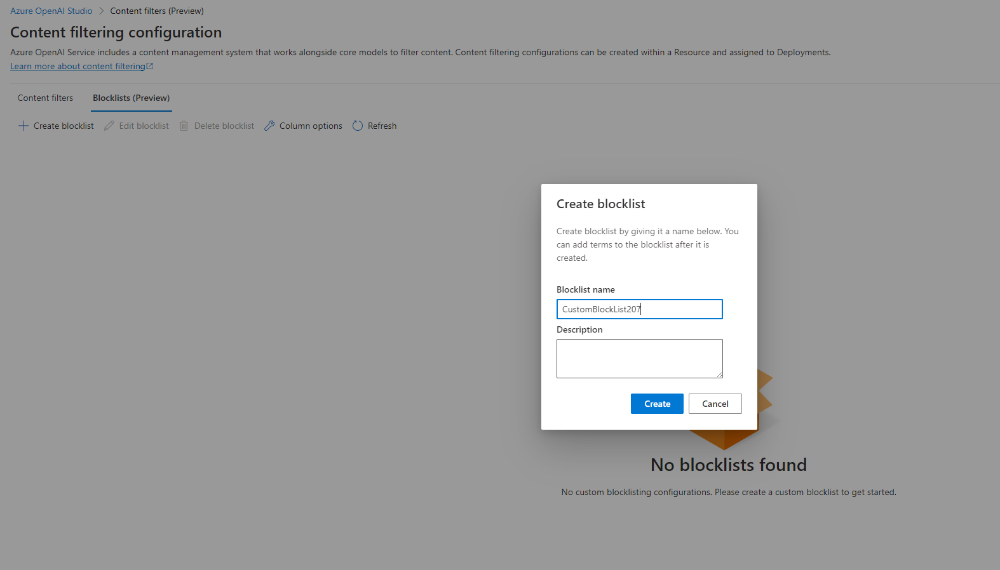 Azure OpenAI Studio > Content filters (Preview)
Content filtering configuration
Azure OpenAI Service includes a content management system that works alongside core models to filter content. Content filtering configurations can be created within a Resource and assigned to Deployments.
Learn more about content filtering
Content filters Blocklists (Preview)
Create blocklist Edit blocklist Delete blocklist Column options Refresh
Create blocklist
Create blocklist by giving it a name below. You
can add terms to the blocklist after it is
created.
Blocklist name
CustomBlockList207
Description
Create Cancel
No blocklists found
No custom blocklisting configurations. Please create a custom blocklist to get started.